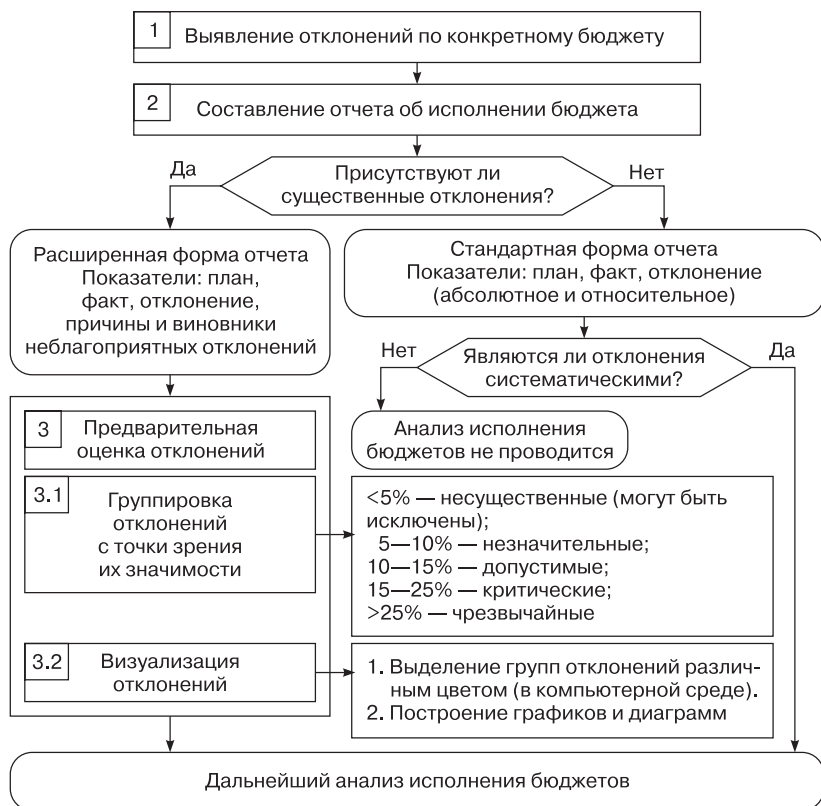 1
Выявление отклонений по конкретному бюджету
2
Составление отчета об исполнении бюджета
Да
Присутствуют ли
существенные отклонения?
Нет
Расширенная форма отчета
Показатели: план,
факт, отклонение,
причины и виновники
неблагоприятных отклонений
Стандартная форма отчета
Показатели: план, факт, отклонение
(абсолютное и относительное)
Нет
Являются ли отклонения
систематическими?
Да
Анализ исполнения
бюджетов не проводится
3
Предварительная
оценка отклонений
3.1
Группировка
отклонений
с точки зрения
их значимости
<5% — несущественные (могут быть
исключены);
5—10% — незначительные;
10—15% — допустимые;
15—25% — критические;
>25% — чрезвычайные
3.2
Визуализация
отклонений
1. Выделение групп отклонений различ-
ным цветом (в компьютерной среде).
2. Построение графиков и диаграмм
Дальнейший анализ исполнения бюджетов